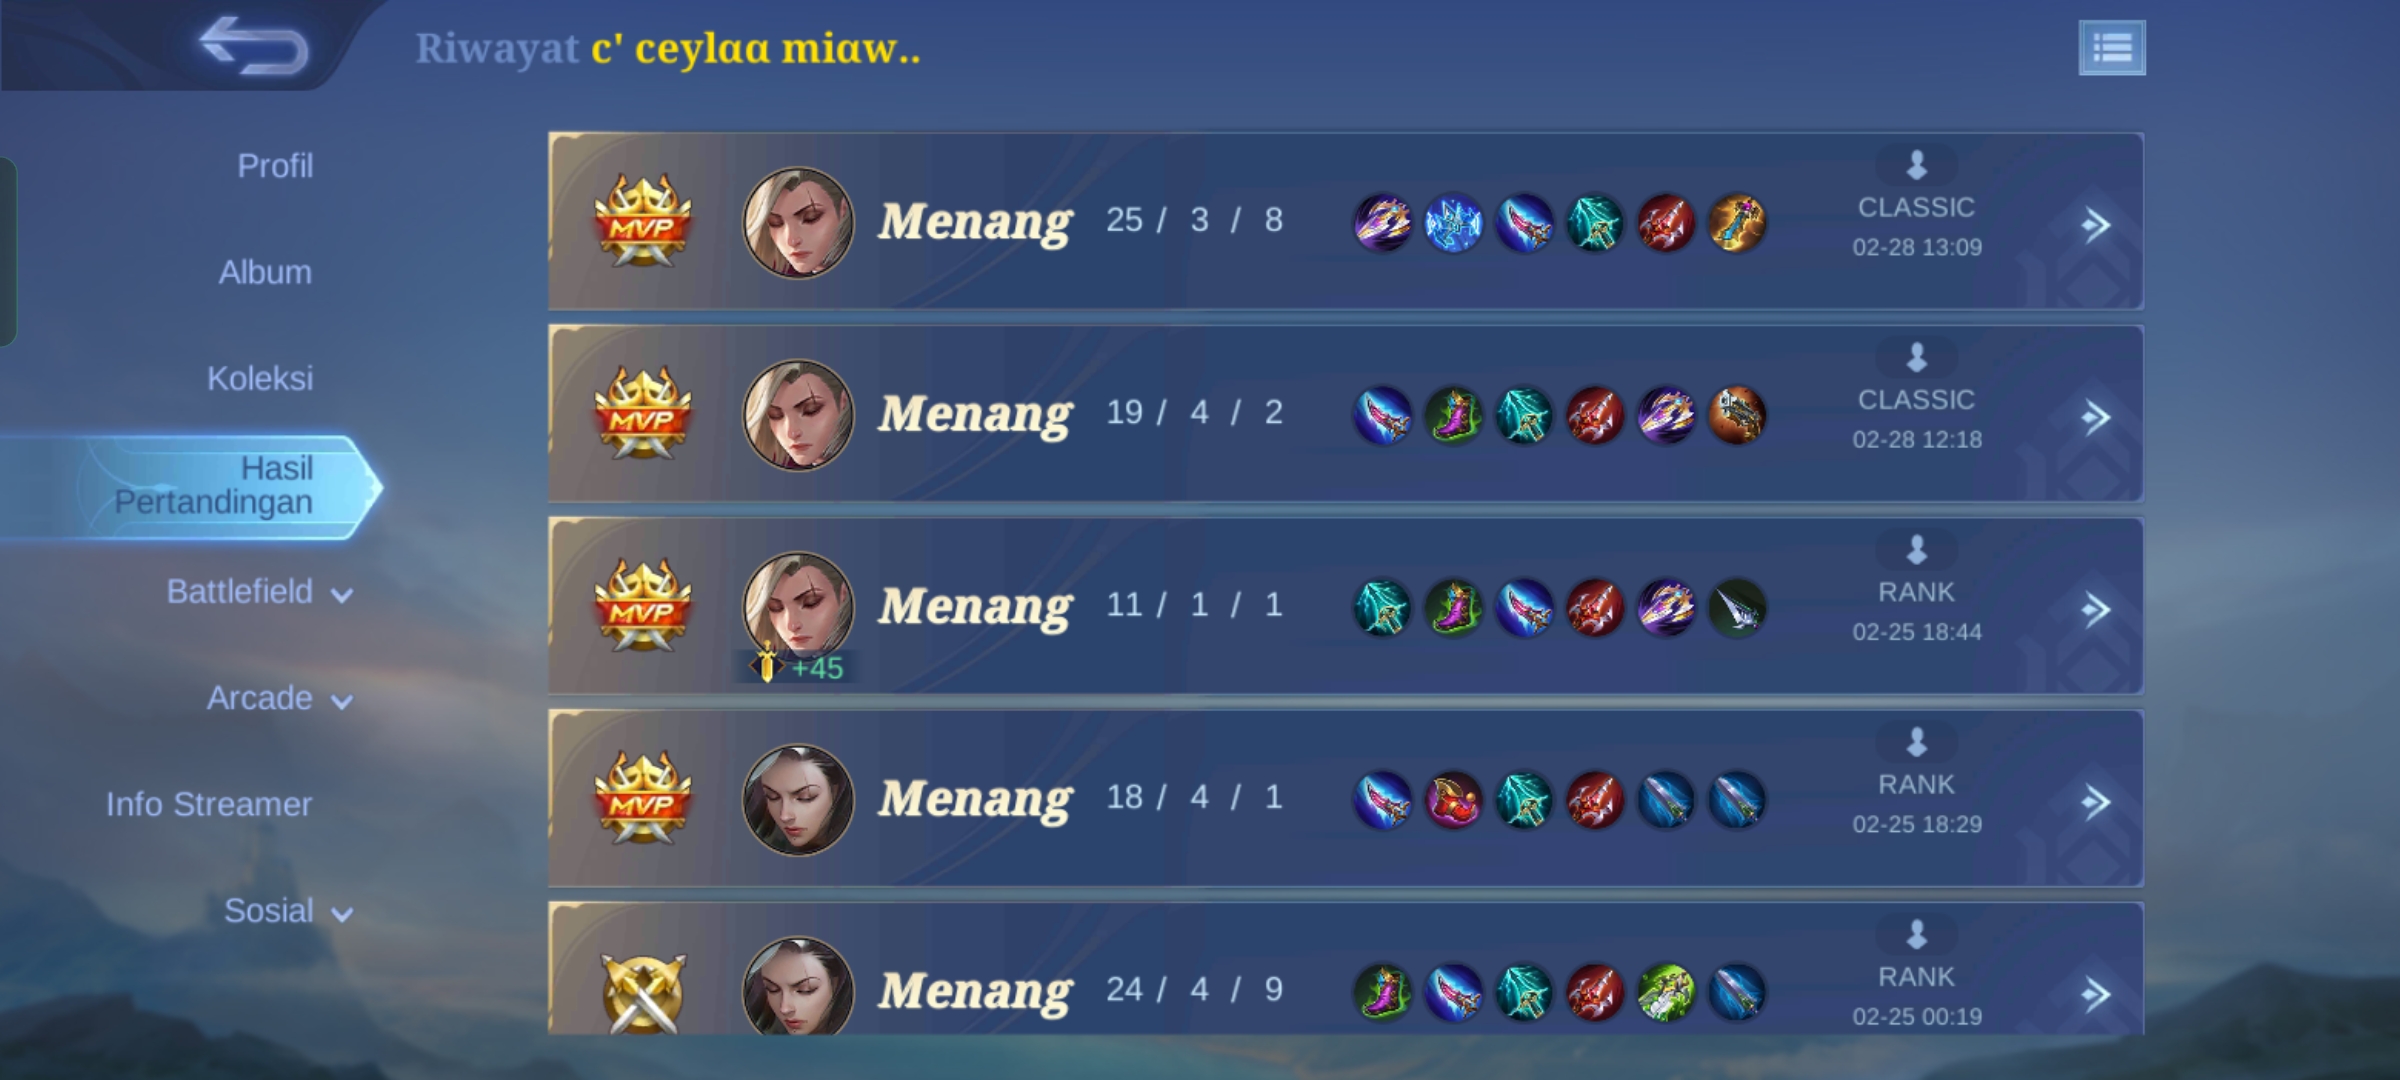 Riwayat c' ceylaa miaw..
Profil
Album
Koleksi
Hasil
Pertandingan
Battlefield
Arcade
Info Streamer
Sosial
MVP Menang 25 / 3 / 8 CLASSIC
02-28 13:09
MVP Menang 19 / 4 / 2 CLASSIC
02-28 12:18
MVP Menang 11 / 1 / 1 RANK
+45 02-25 18:44
MVP Menang 18 / 4 / 1 RANK
02-25 18:29
Menang 24 / 4 / 9 RANK
02-25 00:19